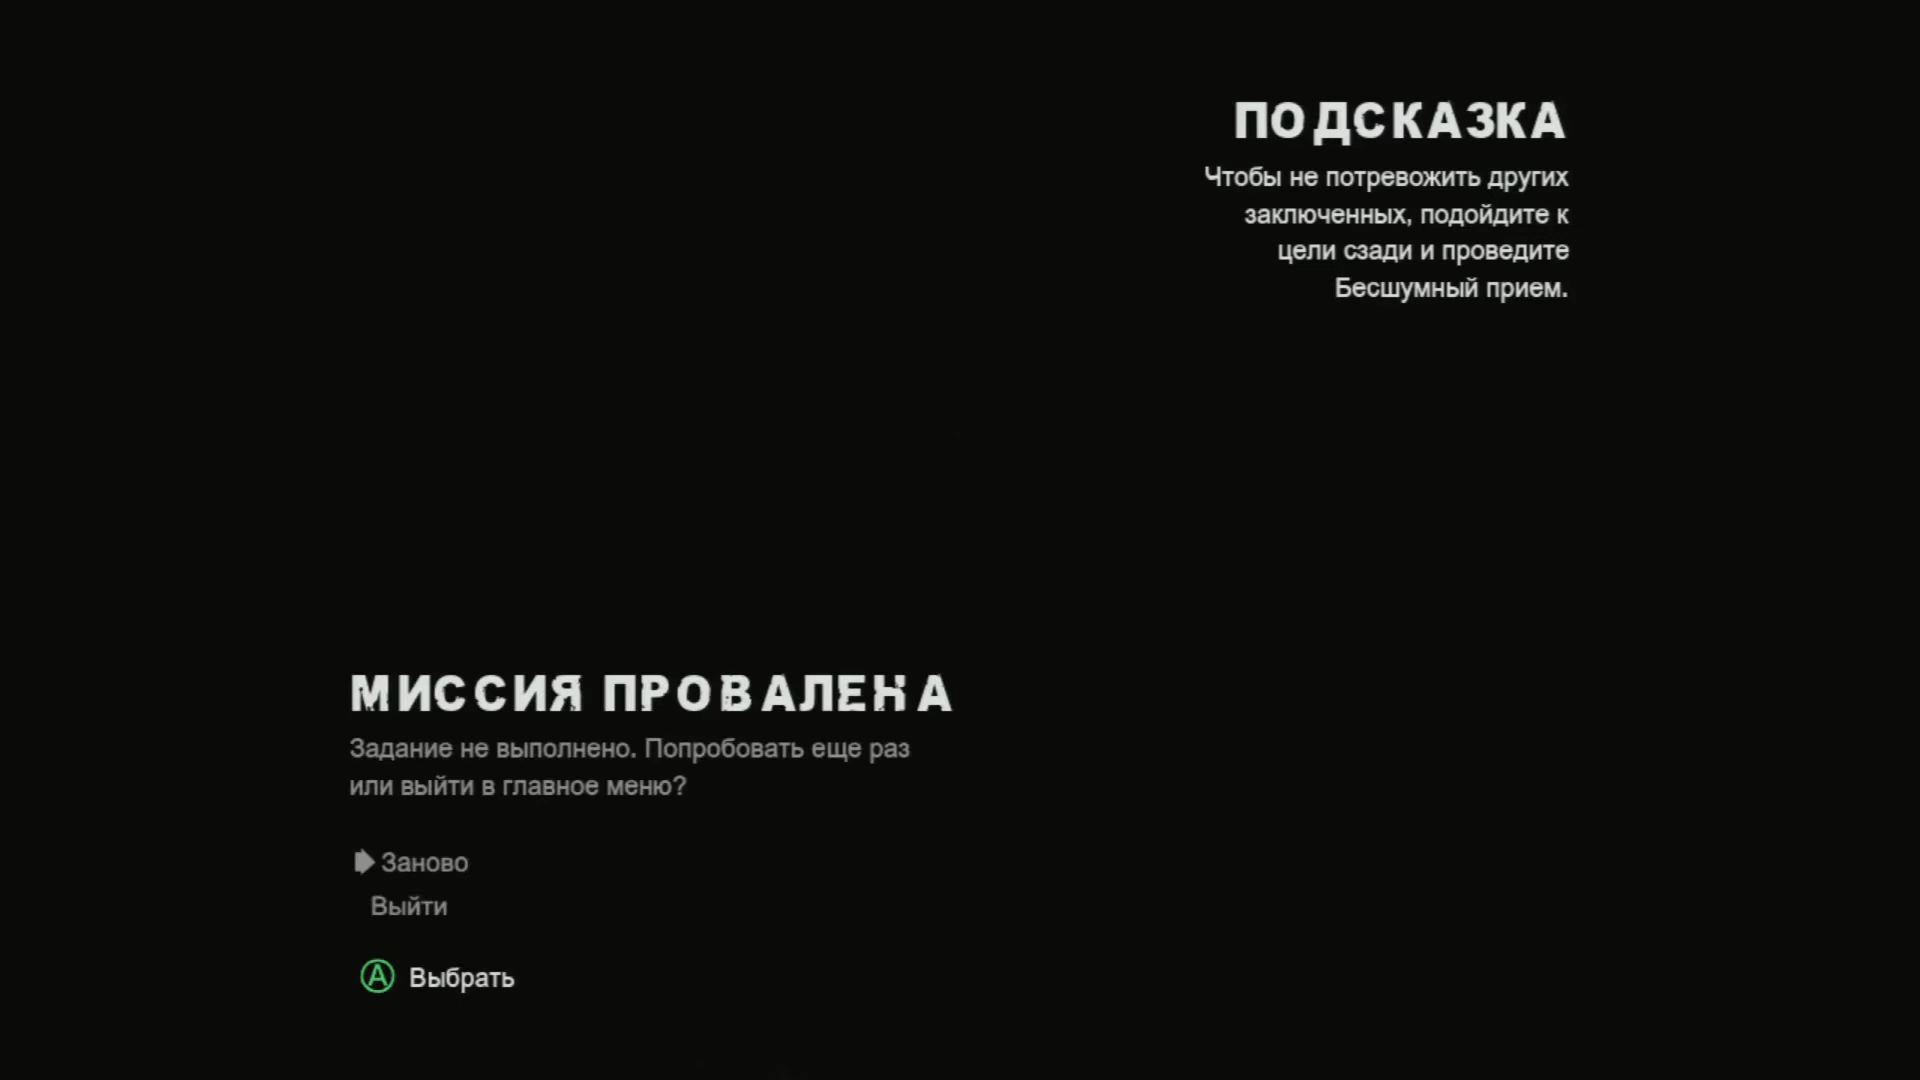 ПОДСКАЗКА
Чтобы не потревожить других
заключенных, подойдите к
цели сзади и проведите
Бесшумный прием.
МИССИЯ ПРОВАЛЕНА
Задание не выполнено. Попробовать еще раз
или выйти в главное меню?
Заново
Выйти
A Выбрать